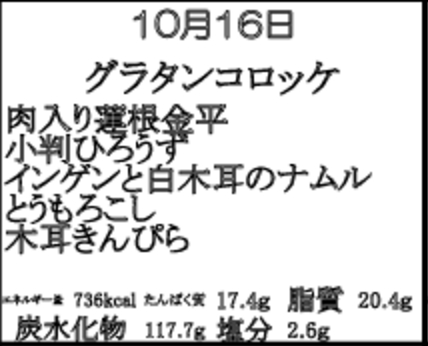 10月16日
グラタンコロッケ
肉入り蓮根金平
小判ひろうす
インゲンと白木耳のナムル
とうもろこし
木耳きんぴら
エネルギー量 736kcal たんぱく質 17.4g 脂質 20.4g
炭水化物 117.7g 塩分 2.6g